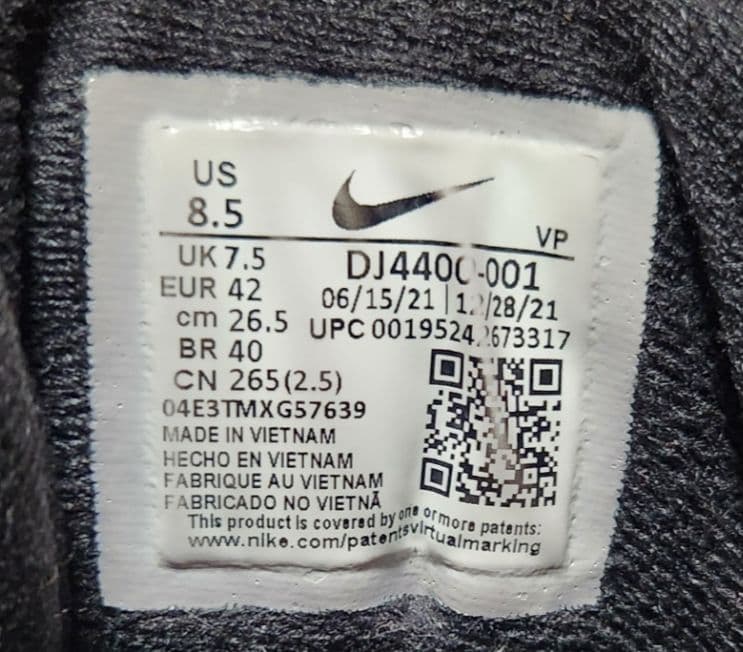 US
8.5
VP
UK 7.5
DJ4400-001
EUR 42
06/15/21 | 12/28/21
cm 26.5
UPC 00195242673317
BR 40
CN 265(2.5)
04E3TMXG57639
MADE IN VIETNAM
HECHO EN VIETNAM
FABRIQUE AU VIETNAM
FABRICADO NO VIETNÃ
This product is covered by one or more patents:
www.nike.com/patentsvirtualmarking